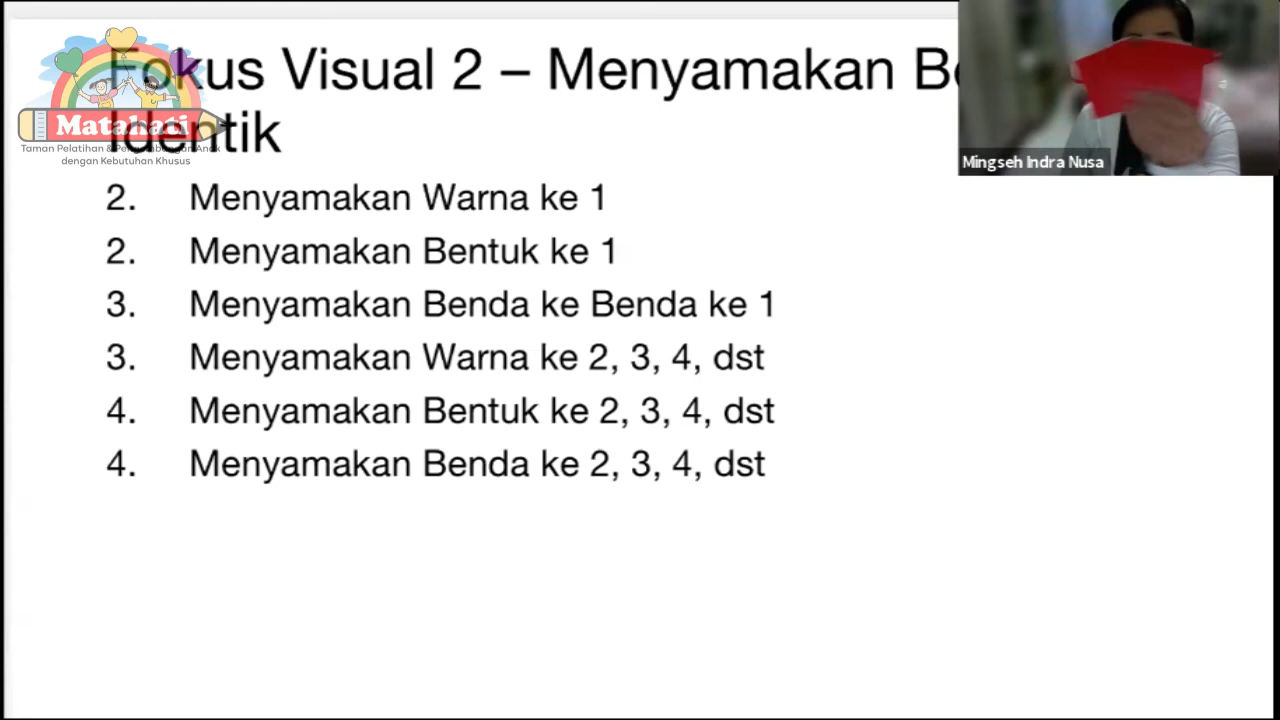 Fokus Visual 2 – Menyamakan
Identik
Matahati
Taman Pelatihan & Pengembangan Anak
dengan Kebutuhan Khusus
Mingseh Indra Nusa
2. Menyamakan Warna ke 1
2. Menyamakan Bentuk ke 1
3. Menyamakan Benda ke Benda ke 1
3. Menyamakan Warna ke 2, 3, 4, dst
4. Menyamakan Bentuk ke 2, 3, 4, dst
4. Menyamakan Benda ke 2, 3, 4, dst